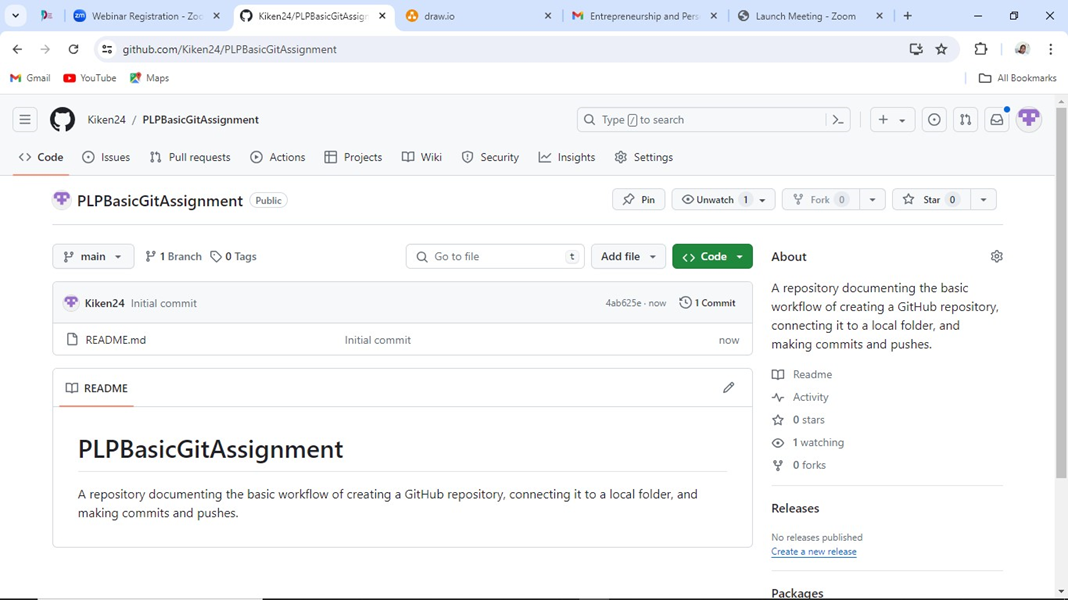 Webinar Registration - Zoo
Kiken24/PLPBasicGitAssign
draw.io
Entrepreneurship and Pers
Launch Meeting - Zoom
github.com/Kiken24/PLPBasicGitAssignment
Gmail YouTube Maps All Bookmarks
Kiken24 / PLPBasicGitAssignment Type / to search
Code Issues Pull requests Actions Projects Wiki Security Insights Settings
PLPBasicGitAssignment Public Pin Unwatch 1 Fork 0 Star 0
main 1 Branch 0 Tags Go to file t Add file Code
Kiken24 Initial commit 4ab625e · now 1 Commit
README.md Initial commit now
README
PLPBasicGitAssignment
A repository documenting the basic workflow of creating a GitHub repository, connecting it to a local folder, and
making commits and pushes.
About
A repository documenting the basic
workflow of creating a GitHub repository,
connecting it to a local folder, and
making commits and pushes.
Readme
Activity
0 stars
1 watching
0 forks
Releases
No releases published
Create a new release
Packages